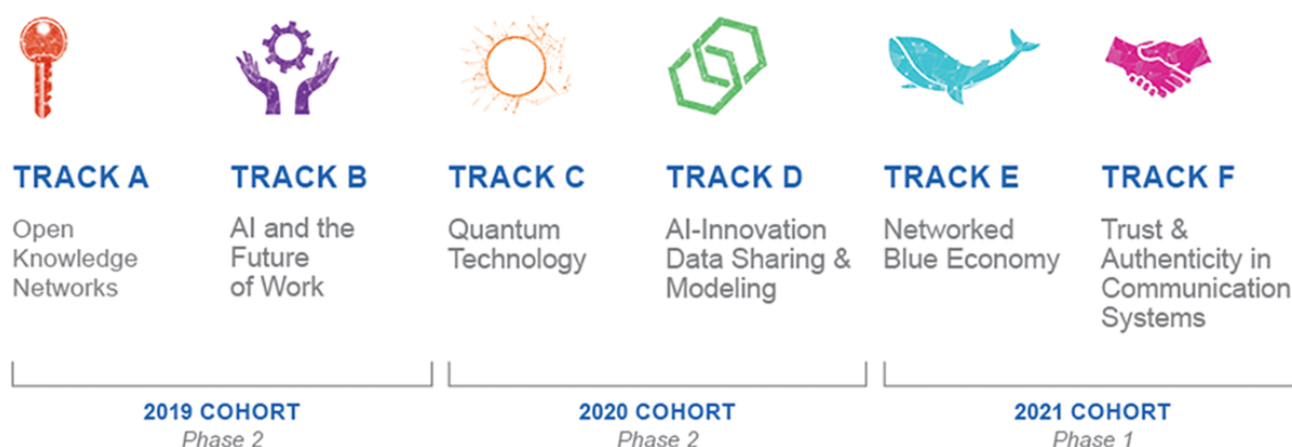 TRACK A
Open
Knowledge
Networks
TRACK B
AI and the
Future
of Work
TRACK C
Quantum
Technology
TRACK D
AI-Innovation
Data Sharing &
Modeling
TRACK E
Networked
Blue Economy
TRACK F
Trust &
Authenticity in
Communication
Systems
2019 COHORT
Phase 2
2020 COHORT
Phase 2
2021 COHORT
Phase 1